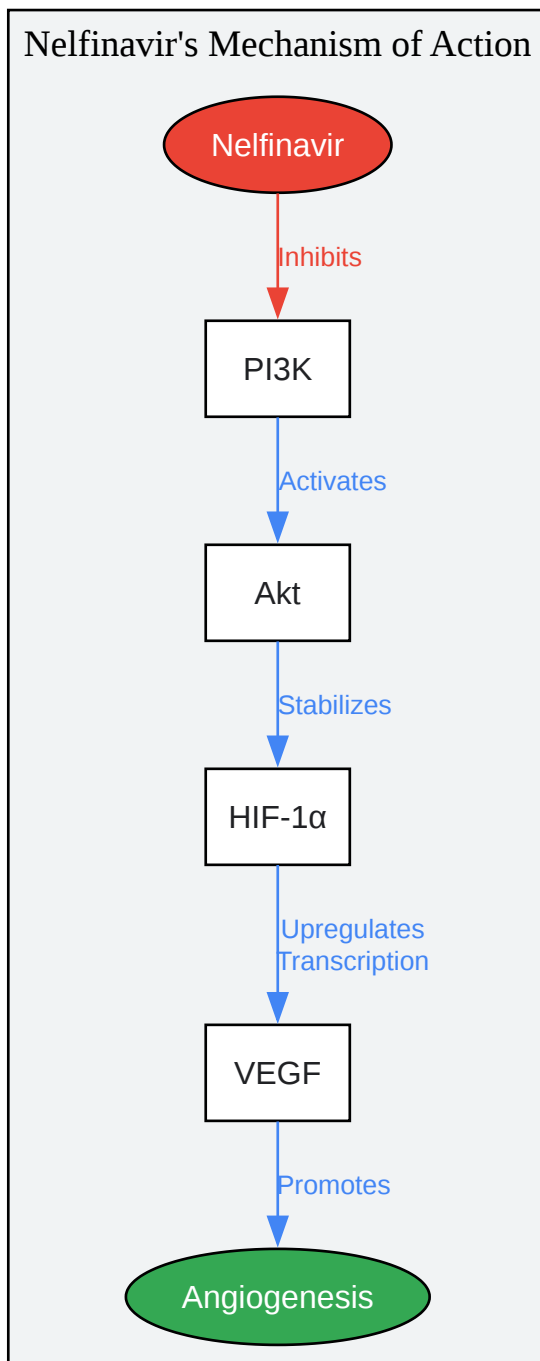 Nelfinavir's Mechanism of Action
Nelfinavir
Inhibits
PI3K
Activates
Akt
Stabilizes
HIF-1α
Upregulates
Transcription
VEGF
Promotes
Angiogenesis